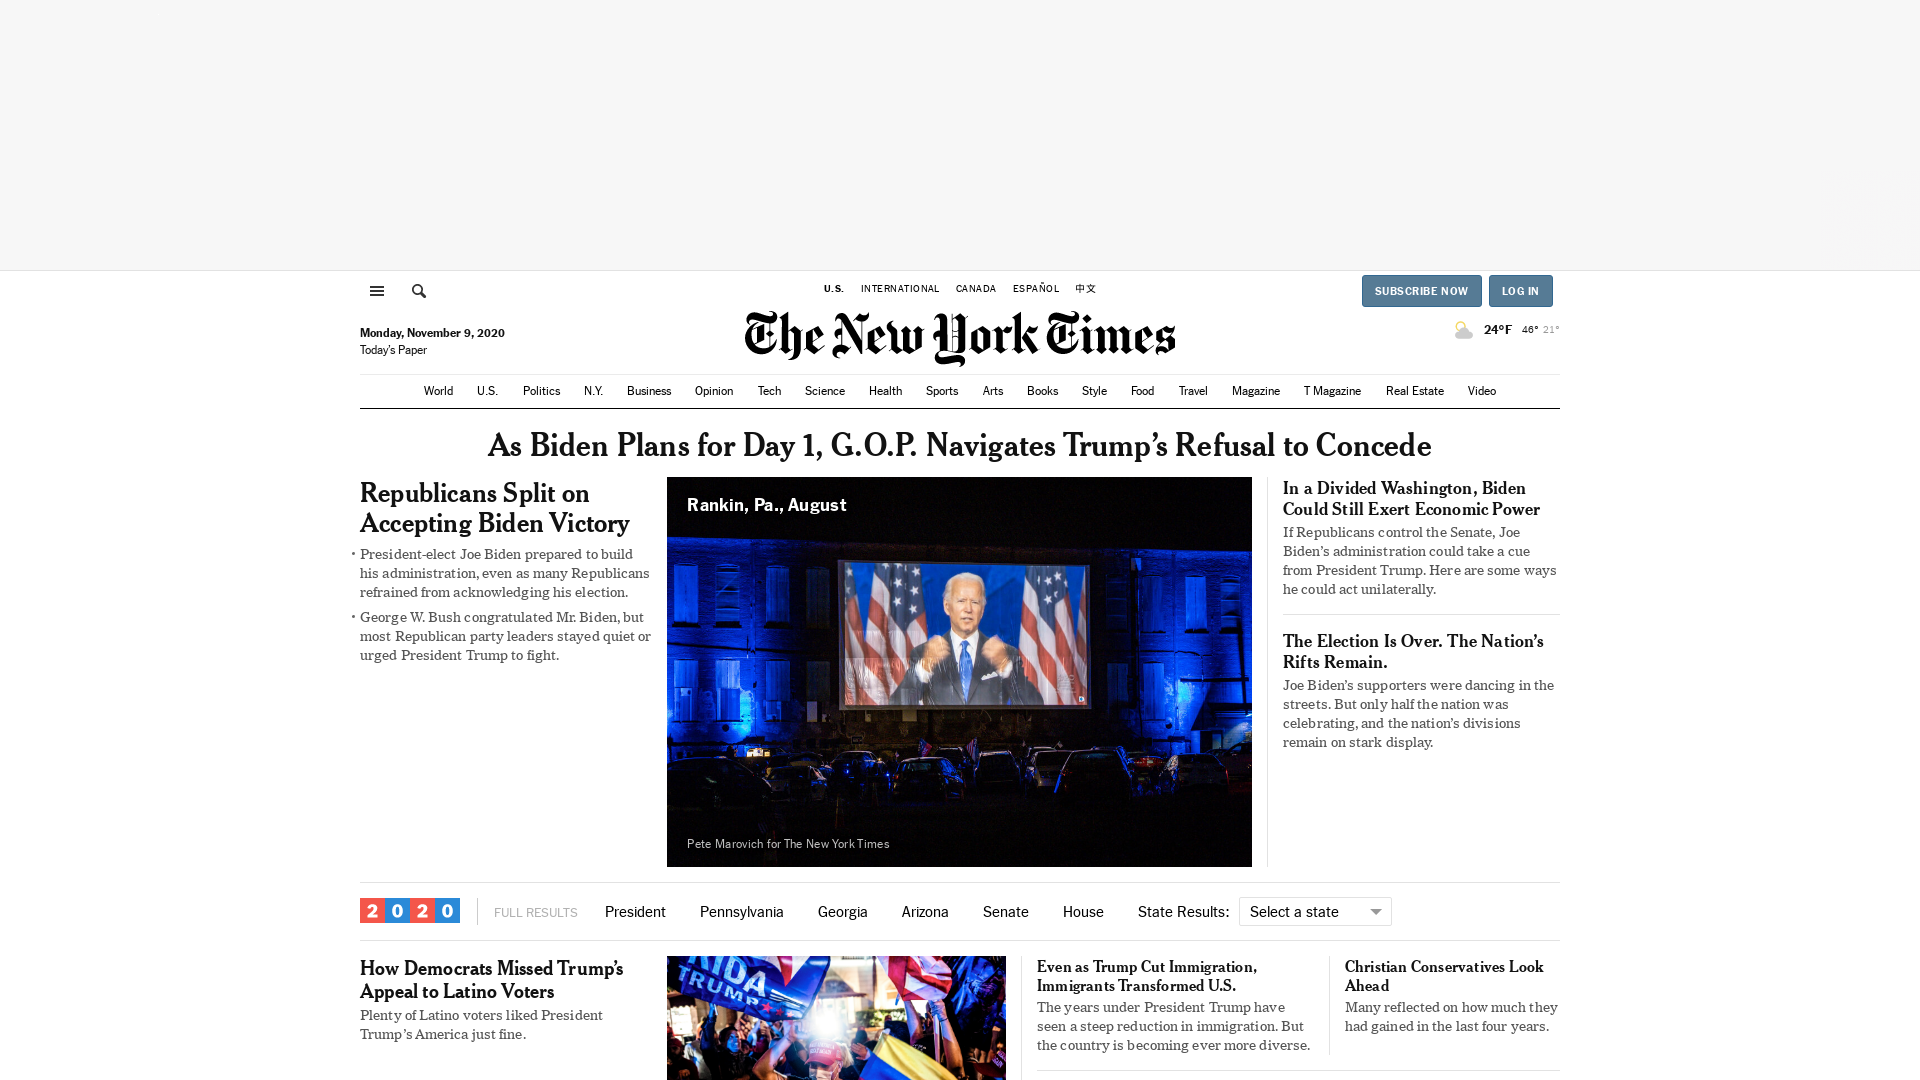 U.S. INTERNATIONAL CANADA ESPAÑOL 中文
SUBSCRIBE NOW
LOG IN
The New York Times
Monday, November 9, 2020
Today's Paper
24°F 46° 21°
World U.S. Politics N.Y. Business Opinion Tech Science Health Sports Arts Books Style Food Travel Magazine T Magazine Real Estate Video
As Biden Plans for Day 1, G.O.P. Navigates Trump's Refusal to Concede
Republicans Split on
Accepting Biden Victory
• President-elect Joe Biden prepared to build
his administration, even as many Republicans
refrained from acknowledging his election.
• George W. Bush congratulated Mr. Biden, but
most Republican party leaders stayed quiet or
urged President Trump to fight.
Rankin, Pa., August
Pete Marovich for The New York Times
In a Divided Washington, Biden
Could Still Exert Economic Power
If Republicans control the Senate, Joe
Biden's administration could take a cue
from President Trump. Here are some ways
he could act unilaterally.
The Election Is Over. The Nation's
Rifts Remain.
Joe Biden's supporters were dancing in the
streets. But only half the nation was
celebrating, and the nation's divisions
remain on stark display.
2020 FULL RESULTS President Pennsylvania Georgia Arizona Senate House State Results: Select a state
How Democrats Missed Trump's
Appeal to Latino Voters
Plenty of Latino voters liked President
Trump's America just fine.
TRUMP
Even as Trump Cut Immigration,
Immigrants Transformed U.S.
The years under President Trump have
seen a steep reduction in immigration. But
the country is becoming ever more diverse.
Christian Conservatives Look
Ahead
Many reflected on how much they
had gained in the last four years.